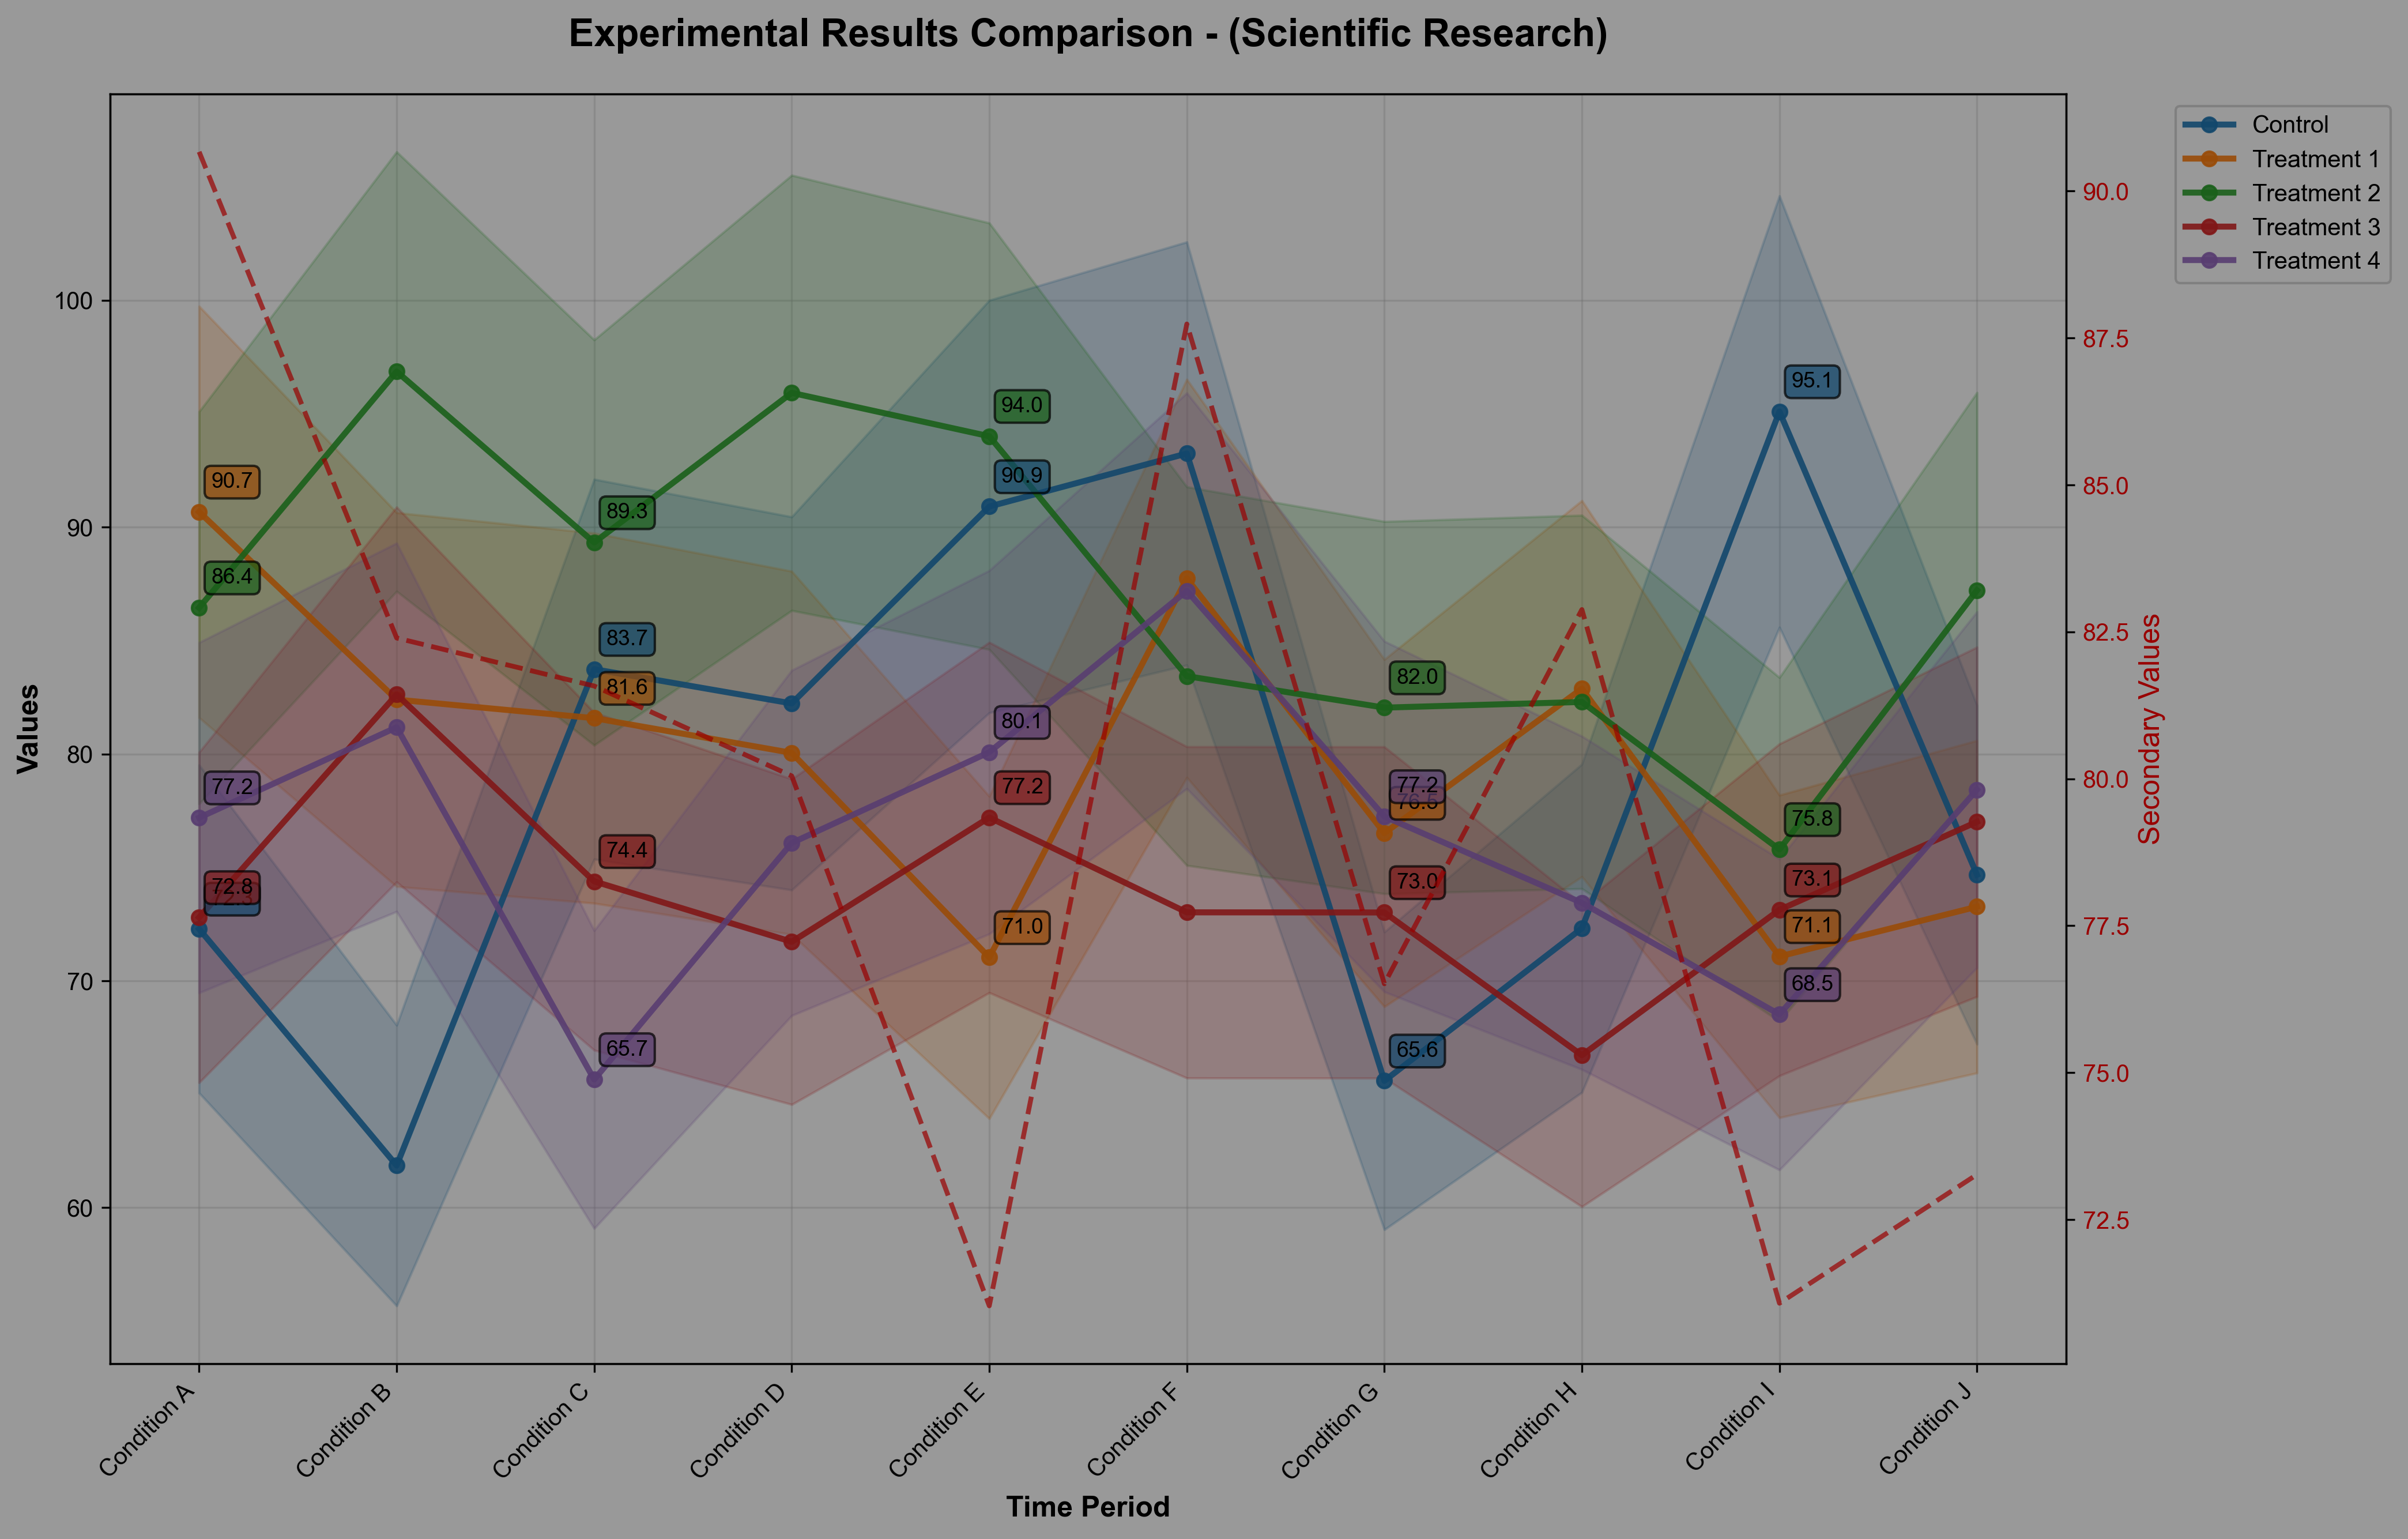 Experimental Results Comparison - (Scientific Research)
Control
Treatment 1
Treatment 2
Treatment 3
Treatment 4
Values
100
90
80
70
60
90.0
87.5
85.0
82.5
80.0
77.5
75.0
72.5
Secondary Values
90.7
86.4
77.2
72.8
72.3
89.3
83.7
81.6
74.4
65.7
94.0
90.9
80.1
77.2
71.0
82.0
77.2
76.5
73.0
65.6
95.1
75.8
73.1
71.1
68.5
Condition A
Condition B
Condition C
Condition D
Condition E
Condition F
Condition G
Condition H
Condition I
Condition J
Time Period